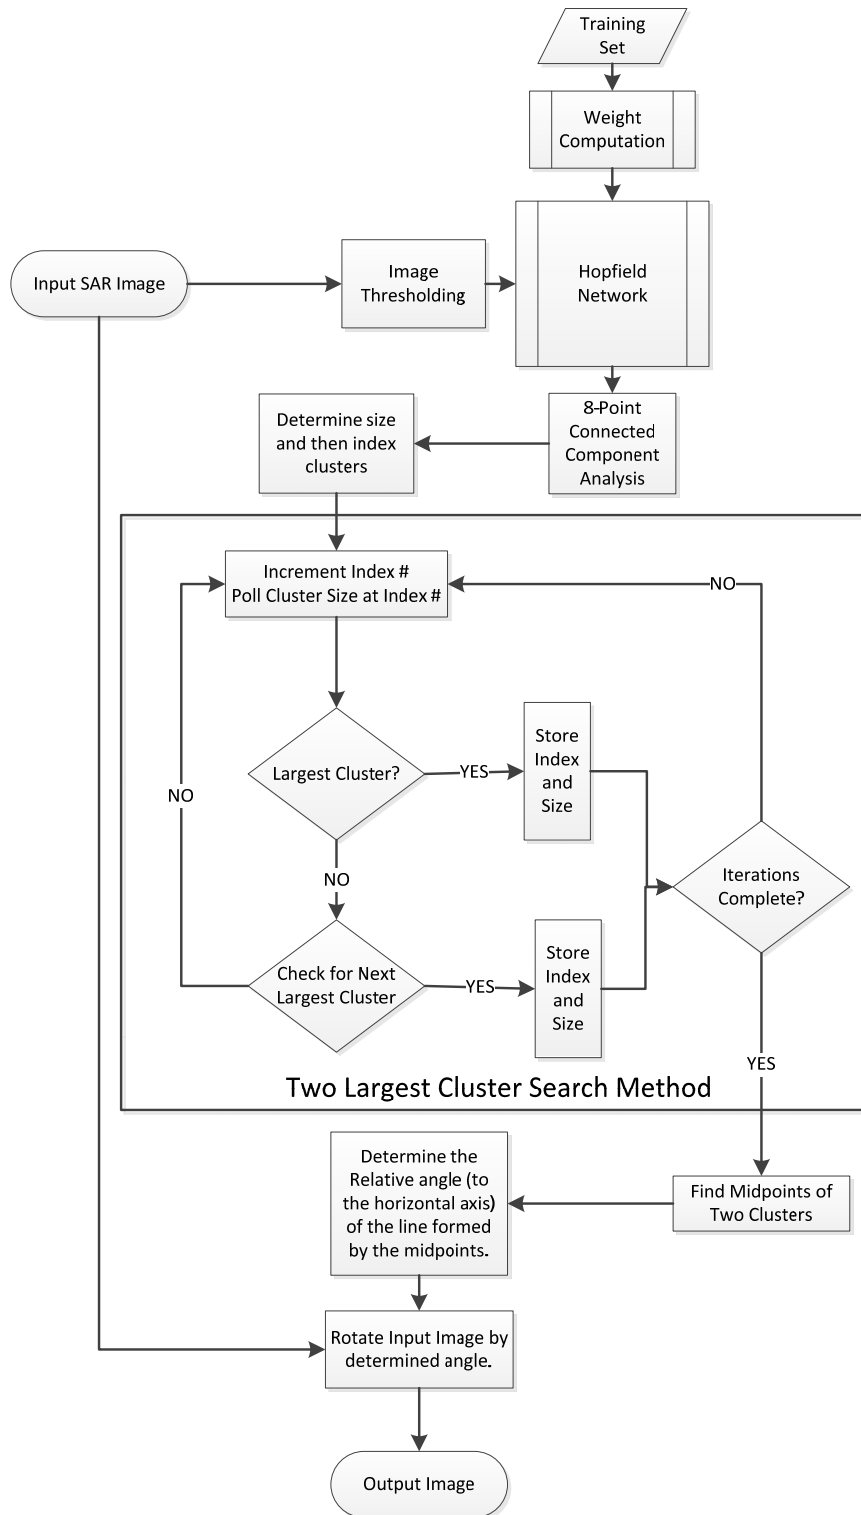 Training
Set
Weight
Computation
Input SAR Image
Image
Thresholding
Hopfield
Network
Determine size
and then index
clusters
8-Point
Connected
Component
Analysis
Increment Index #
Poll Cluster Size at Index #
NO
Largest Cluster?
YES
Store
Index
and
Size
NO
NO
Iterations
Complete?
Check for Next
Largest Cluster
YES
Store
Index
and
Size
YES
Two Largest Cluster Search Method
Determine the
Relative angle (to
the horizontal axis)
of the line formed
by the midpoints.
Find Midpoints of
Two Clusters
Rotate Input Image by
determined angle.
Output Image